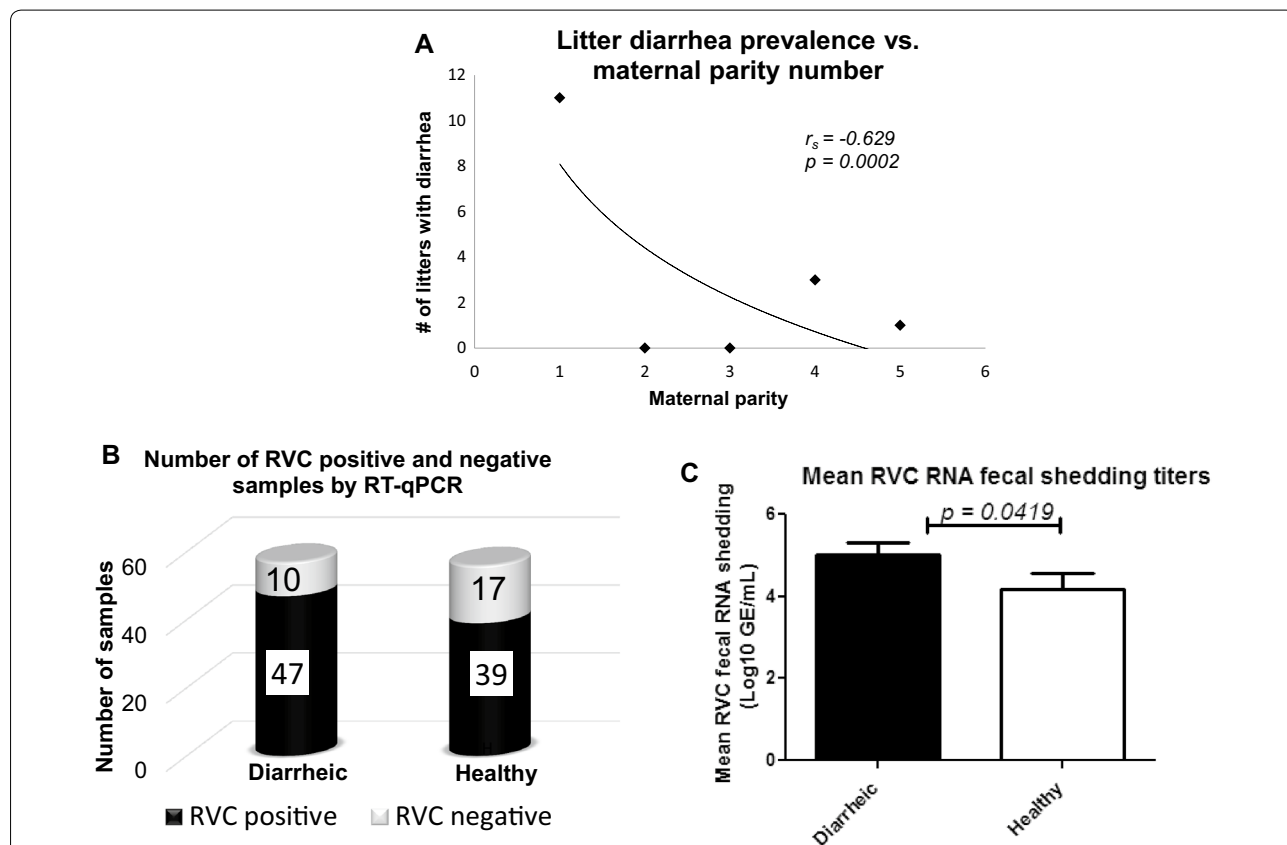 A
Litter diarrhea prevalence vs.
maternal parity number
12
10
8
6
4
2
0
# of litters with diarrhea
r_s = -0.629
p = 0.0002
0 1 2 3 4 5 6
Maternal parity
B
Number of RVC positive and negative
samples by RT-qPCR
60
40
20
0
Number of samples
10
47
17
39
H
Diarrheic Healthy
RVC positive RVC negative
C
Mean RVC RNA fecal shedding titers
Mean RVC fecal RNA shedding
(Log10 GE/mL)
6
4
2
0
p = 0.0419
Diarrheic
Healthy